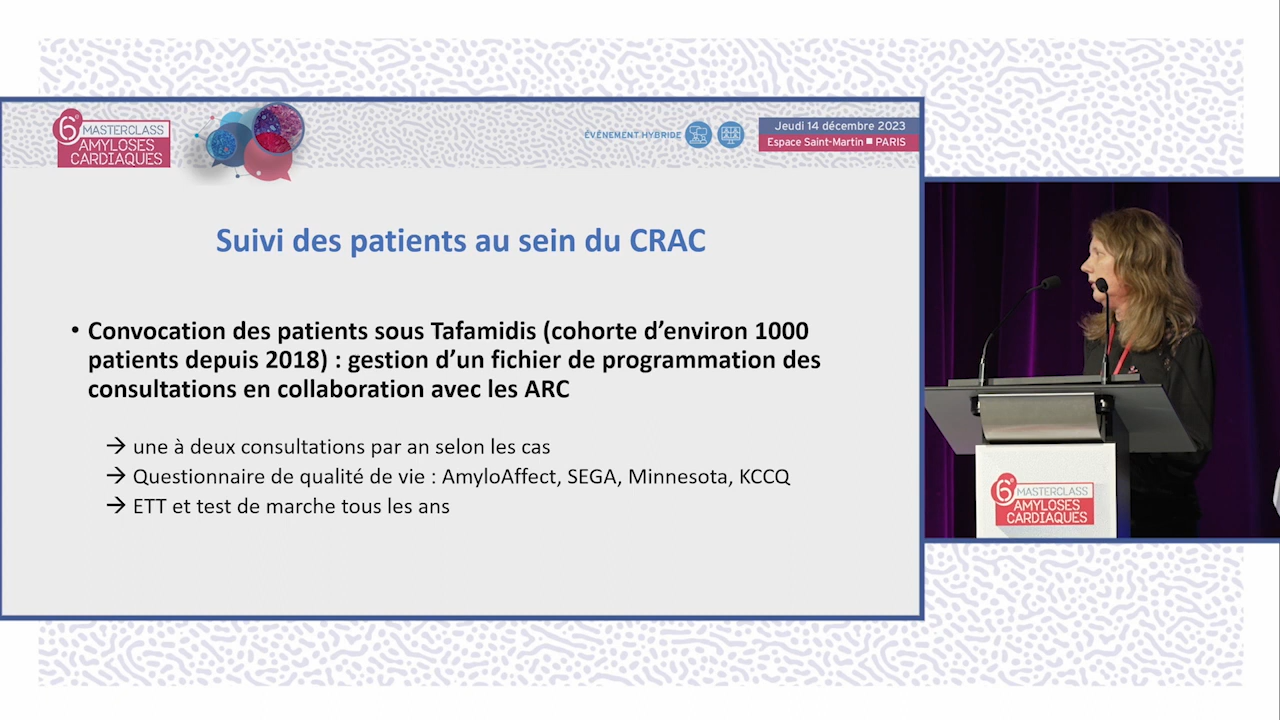 6e
MASTERCLASS
AMYLOSES
CARDIAQUES
ÉVÉNEMENT HYBRIDE
Jeudi 14 décembre 2023
Espace Saint-Martin ■ PARIS
Suivi des patients au sein du CRAC
• Convocation des patients sous Tafamidis (cohorte d’environ 1000
patients depuis 2018) : gestion d’un fichier de programmation des
consultations en collaboration avec les ARC
→ une à deux consultations par an selon les cas
→ Questionnaire de qualité de vie : AmyloAffect, SEGA, Minnesota, KCCQ
→ ETT et test de marche tous les ans
6e
MASTERCLASS
AMYLOSES
CARDIAQUES